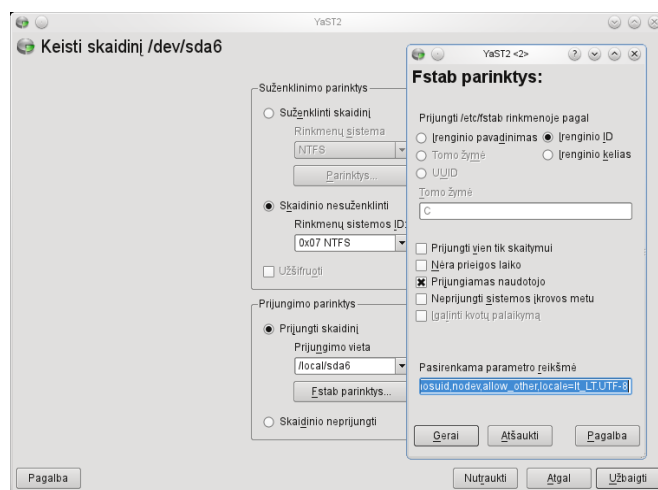 YaST2
Keisti skaidinį /dev/sda6
Suženklinimo parinktys
Suženklinti skaidinį
Rinkmenų sistema
NTFS
Parinktys...
Skaidinio nesuženklinti
Rinkmenų sistemos ID:
0x07 NTFS
Užšifruoti
Prijungimo parinktys
Prijungti skaidinį
Prijungimo vieta
/local/sda6
Fstab parinktys...
Skaidinio neprijungti
YaST2 <2>
Fstab parinktys:
Prijungti /etc/fstab rinkmenoje pagal
Įrenginio pavadinimas Įrenginio ID
Tomo žymė Įrenginio kelias
UUID
Tomo žymė
C
Prijungti vien tik skaitymui
Nėra prieigos laiko
Prijungiamas naudotojo
Neprijungti sistemos įkrovos metu
Įgalinti kvotų palaikymą
Pasirenkama parametro reikšmė
nosuid,nodev,allow_other,locale=lt_LT.UTF-8
Gerai Atšaukti Pagalba
Pagalba Nutraukti Atgal Užbaigti